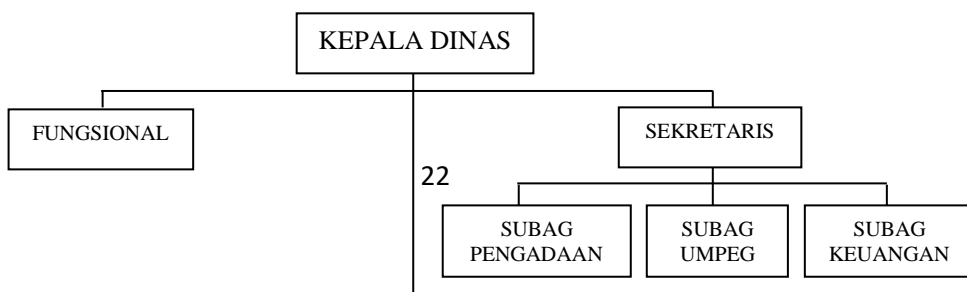 KEPALA DINAS
FUNGSIONAL
SEKRETARIS
22
SUBAG
PENGADAAN
SUBAG
UMPEG
SUBAG
KEUANGAN